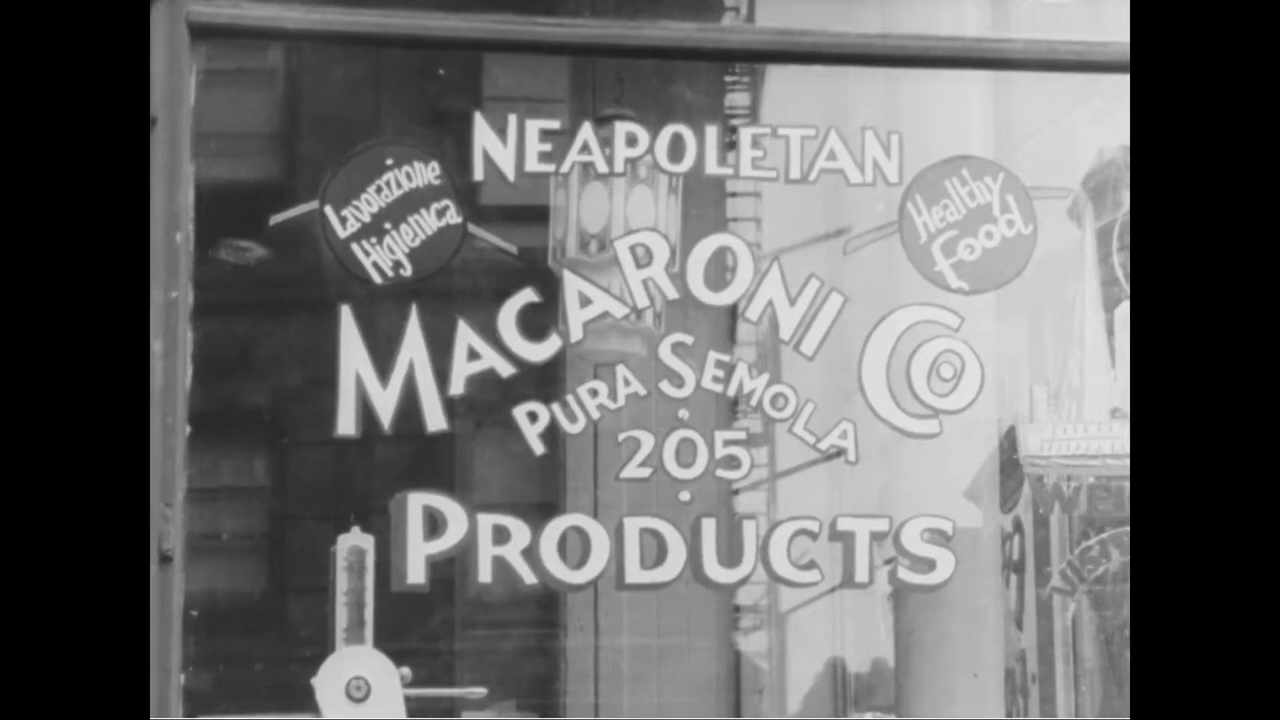 NEAPOLETAN
Lavorazione
Higienica
Healthy
Food
MACARONI CO
PURA SEMOLA
205
PRODUCTS